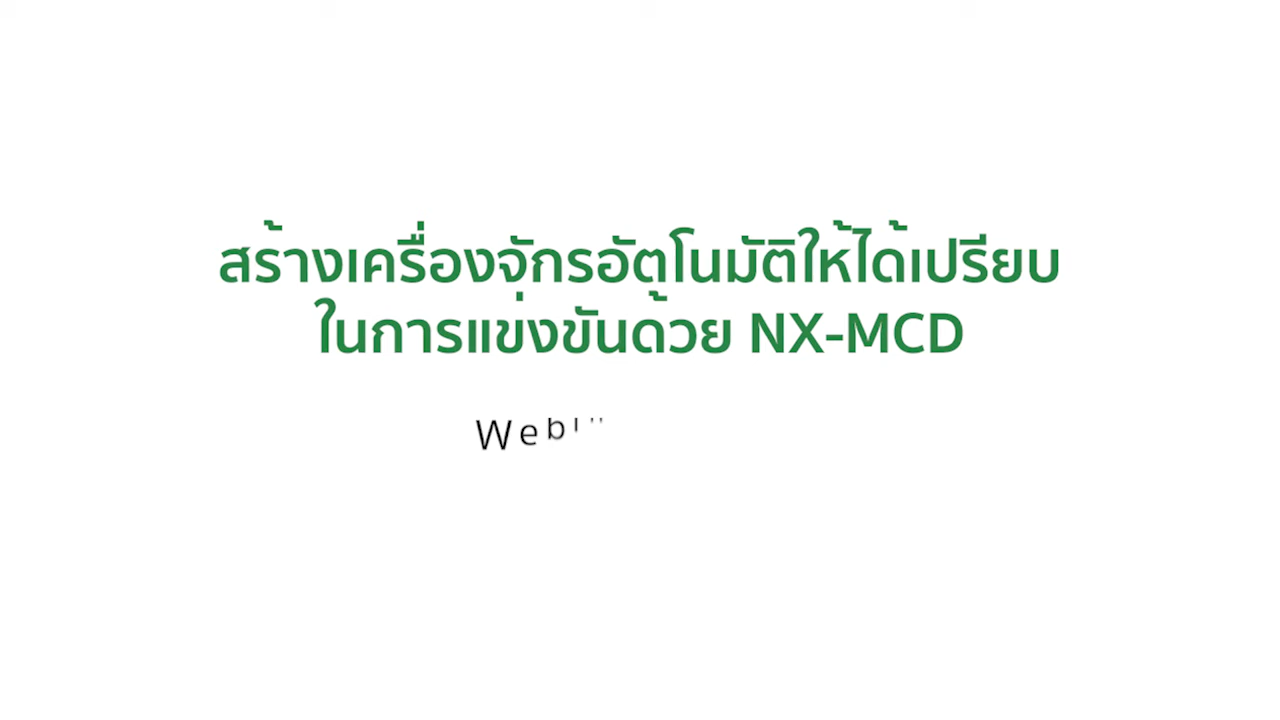 สร้างเครื่องจักรอัตโนมัติให้ได้เปรียบ
ในการแข่งขันด้วย NX-MCD